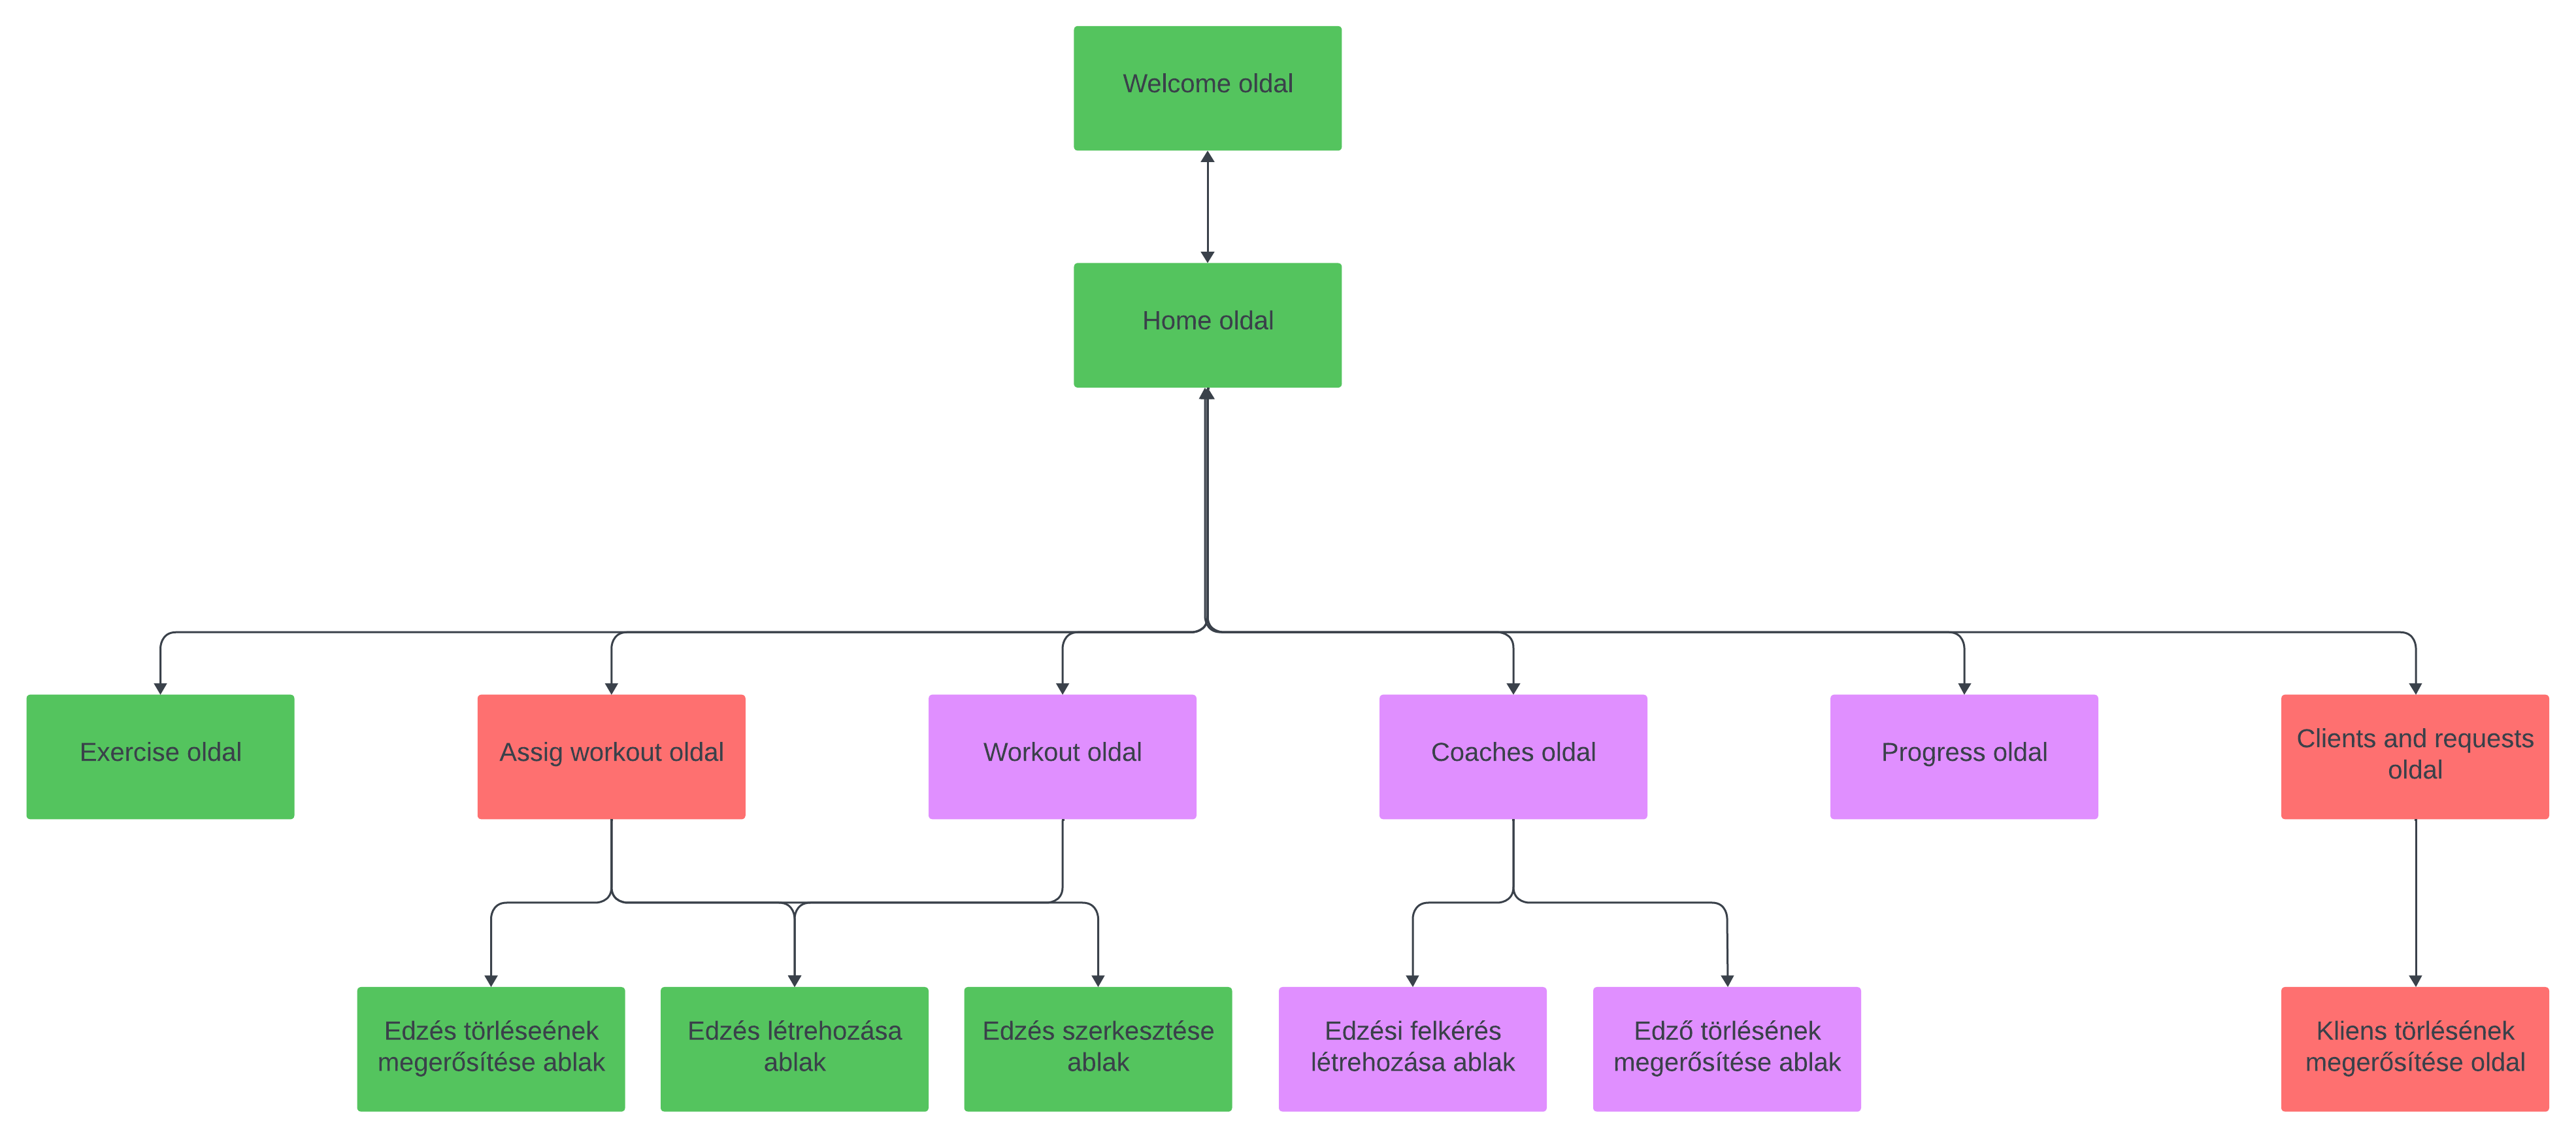 Welcome oldal
Home oldal
Exercise oldal
Assig workout oldal
Workout oldal
Coaches oldal
Progress oldal
Clients and requests
oldal
Edzés törléseének
megerősítése ablak
Edzés létrehozása
ablak
Edzés szerkesztése
ablak
Edzési felkérés
létrehozása ablak
Edző törlésének
megerősítése ablak
Kliens törlésének
megerősítése oldal